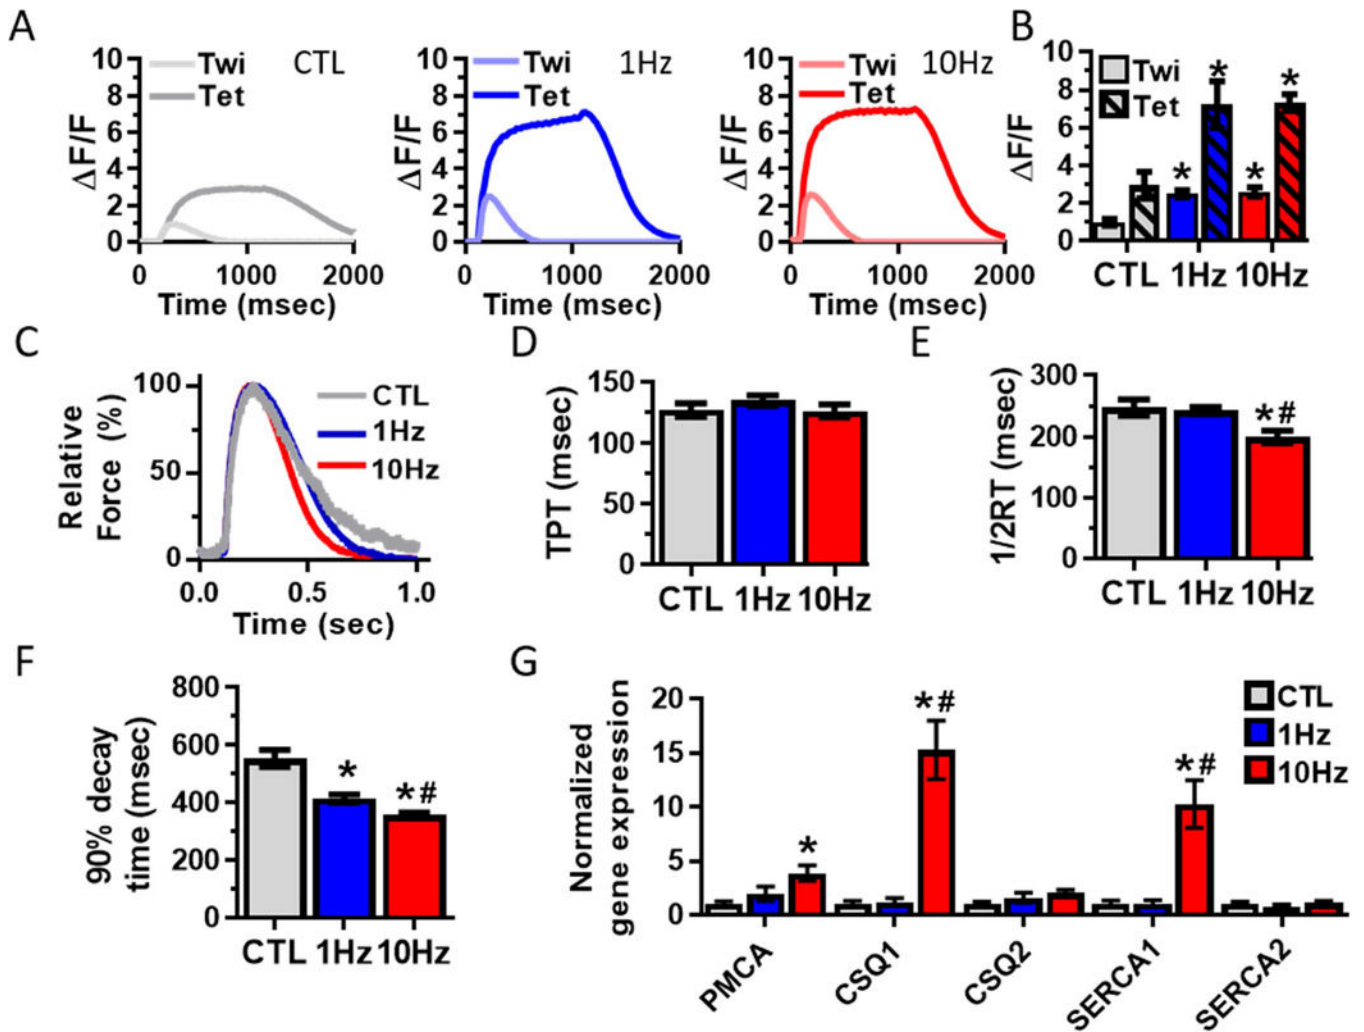 A
B
10
8
6
4
2
0
ΔF/F
Twi
Tet
CTL
0
1000
2000
Time (msec)
10
8
6
4
2
0
ΔF/F
Twi
Tet
1Hz
0
1000
2000
Time (msec)
10
8
6
4
2
0
ΔF/F
Twi
Tet
10Hz
0
1000
2000
Time (msec)
10
8
6
4
2
0
ΔF/F
Twi
Tet
* * * *
CTL 1Hz 10Hz
C
D
E
100
50
0
Relative
Force (%)
CTL
1Hz
10Hz
0.0 0.5 1.0
Time (sec)
150
100
50
0
TPT (msec)
CTL 1Hz 10Hz
300
200
100
0
1/2RT (msec)
*#
CTL 1Hz 10Hz
F
G
800
600
400
200
0
90% decay
time (msec)
*
*#
CTL 1Hz 10Hz
20
15
10
5
0
Normalized
gene expression
*
*#
*#
CTL
1Hz
10Hz
PMCA
CSQ1
CSQ2
SERCA1
SERCA2